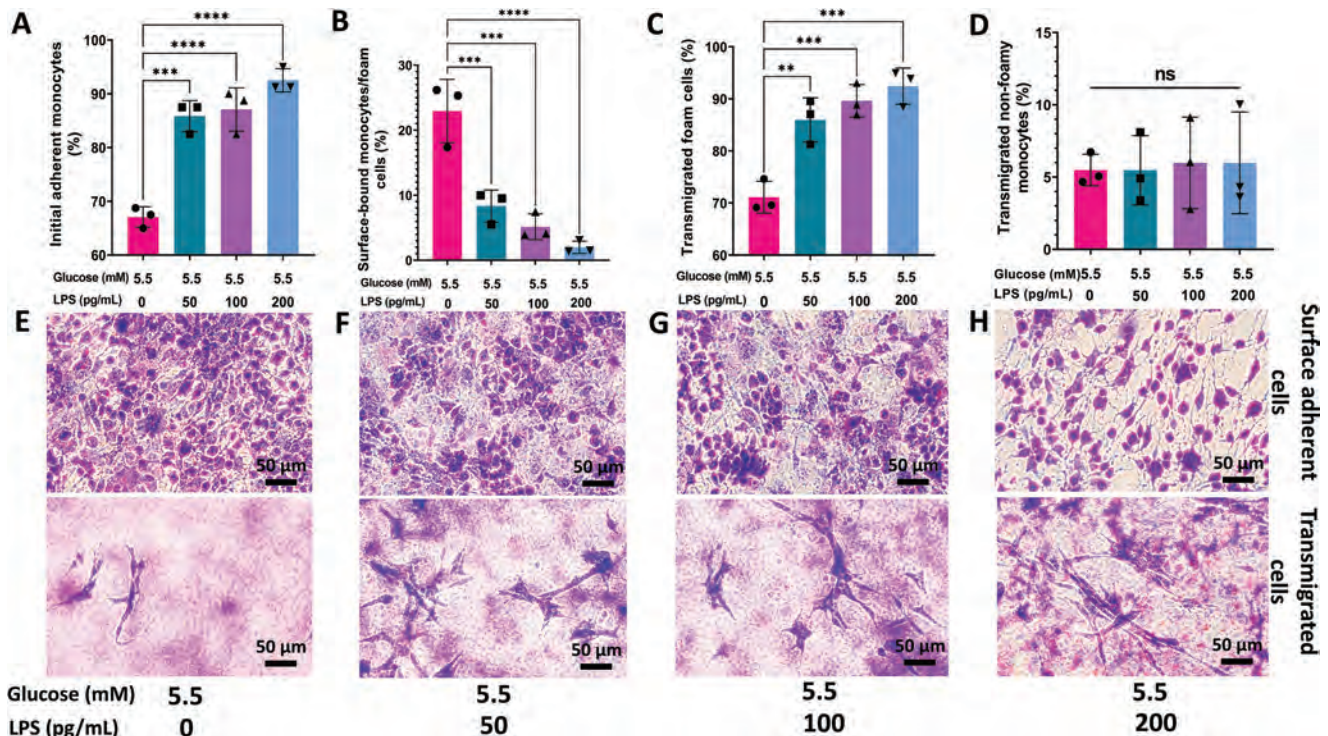 A
Initial adherent monocytes
(%)
100
90
80
70
60
****
****
***
Glucose (mM) 5.5 5.5 5.5 5.5
LPS (pg/mL) 0 50 100 200
B
Surface-bound monocytes/foam
cells (%)
30
20
10
0
****
***
***
5.5 5.5 5.5 5.5
0 50 100 200
C
Transmigrated foam cells (%)
100
90
80
70
60
***
***
**
Glucose (mM) 5.5 5.5 5.5 5.5
LPS (pg/mL) 0 50 100 200
D
Transmigrated non-foamy
monocytes (%)
15
10
5
0
ns
Glucose (mM) 5.5 5.5 5.5 5.5
LPS (pg/mL) 0 50 100 200
E
50 µm
F
50 µm
G
50 µm
H
50 µm
Surface adherent
cells
50 µm
50 µm
50 µm
50 µm
Transmigrated
cells
Glucose (mM) 5.5 5.5 5.5 5.5
LPS (pg/mL) 0 50 100 200